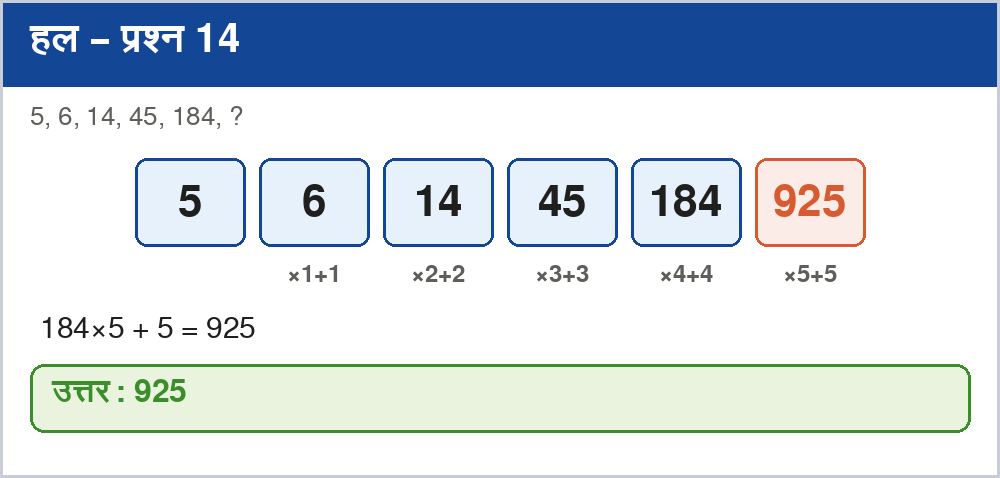 हल – प्रश्न 14
5, 6, 14, 45, 184, ?
5 6 14 45 184 925
×1+1 ×2+2 ×3+3 ×4+4 ×5+5
184×5 + 5 = 925
उत्तर : 925